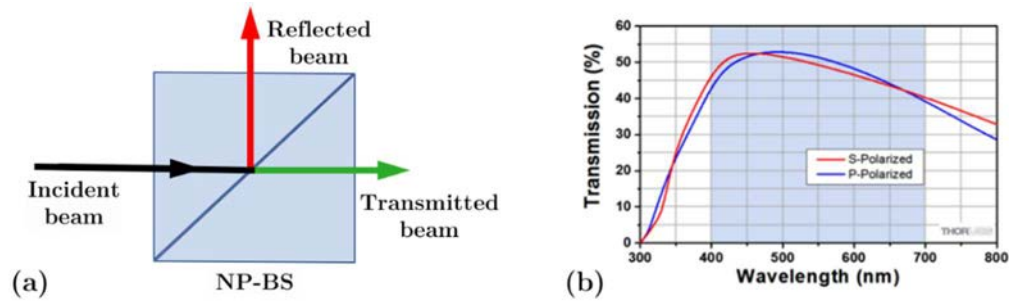 Reflected
beam
Incident
beam
Transmitted
beam
NP-BS
(a)
60
50
40
30
20
10
0
Transmission (%)
S-Polarized
P-Polarized
300 400 500 600 700 800
Wavelength (nm)
(b)